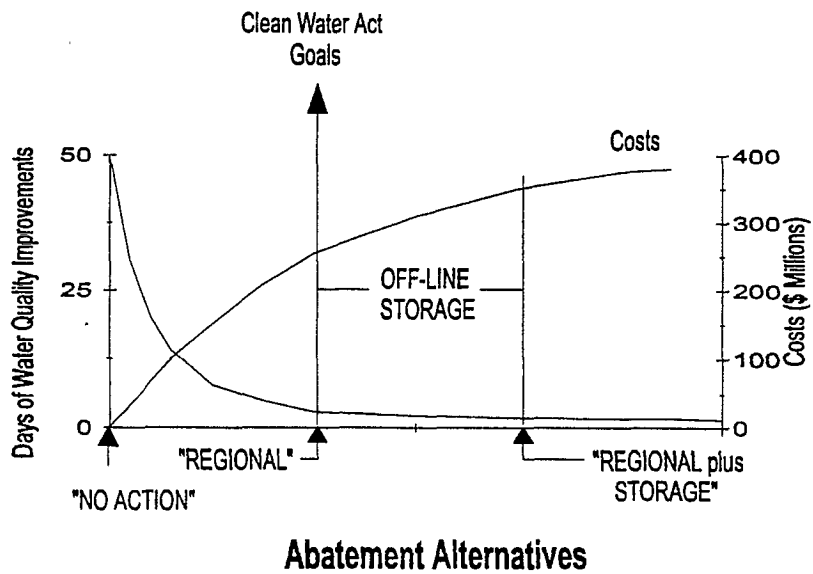 Clean Water Act
Goals
Days of Water Quality Improvements
50
25
0
Costs
400
300
200
100
0
Costs ($ Millions)
OFF-LINE
STORAGE
"REGIONAL"
"REGIONAL plus
STORAGE"
"NO ACTION"
Abatement Alternatives